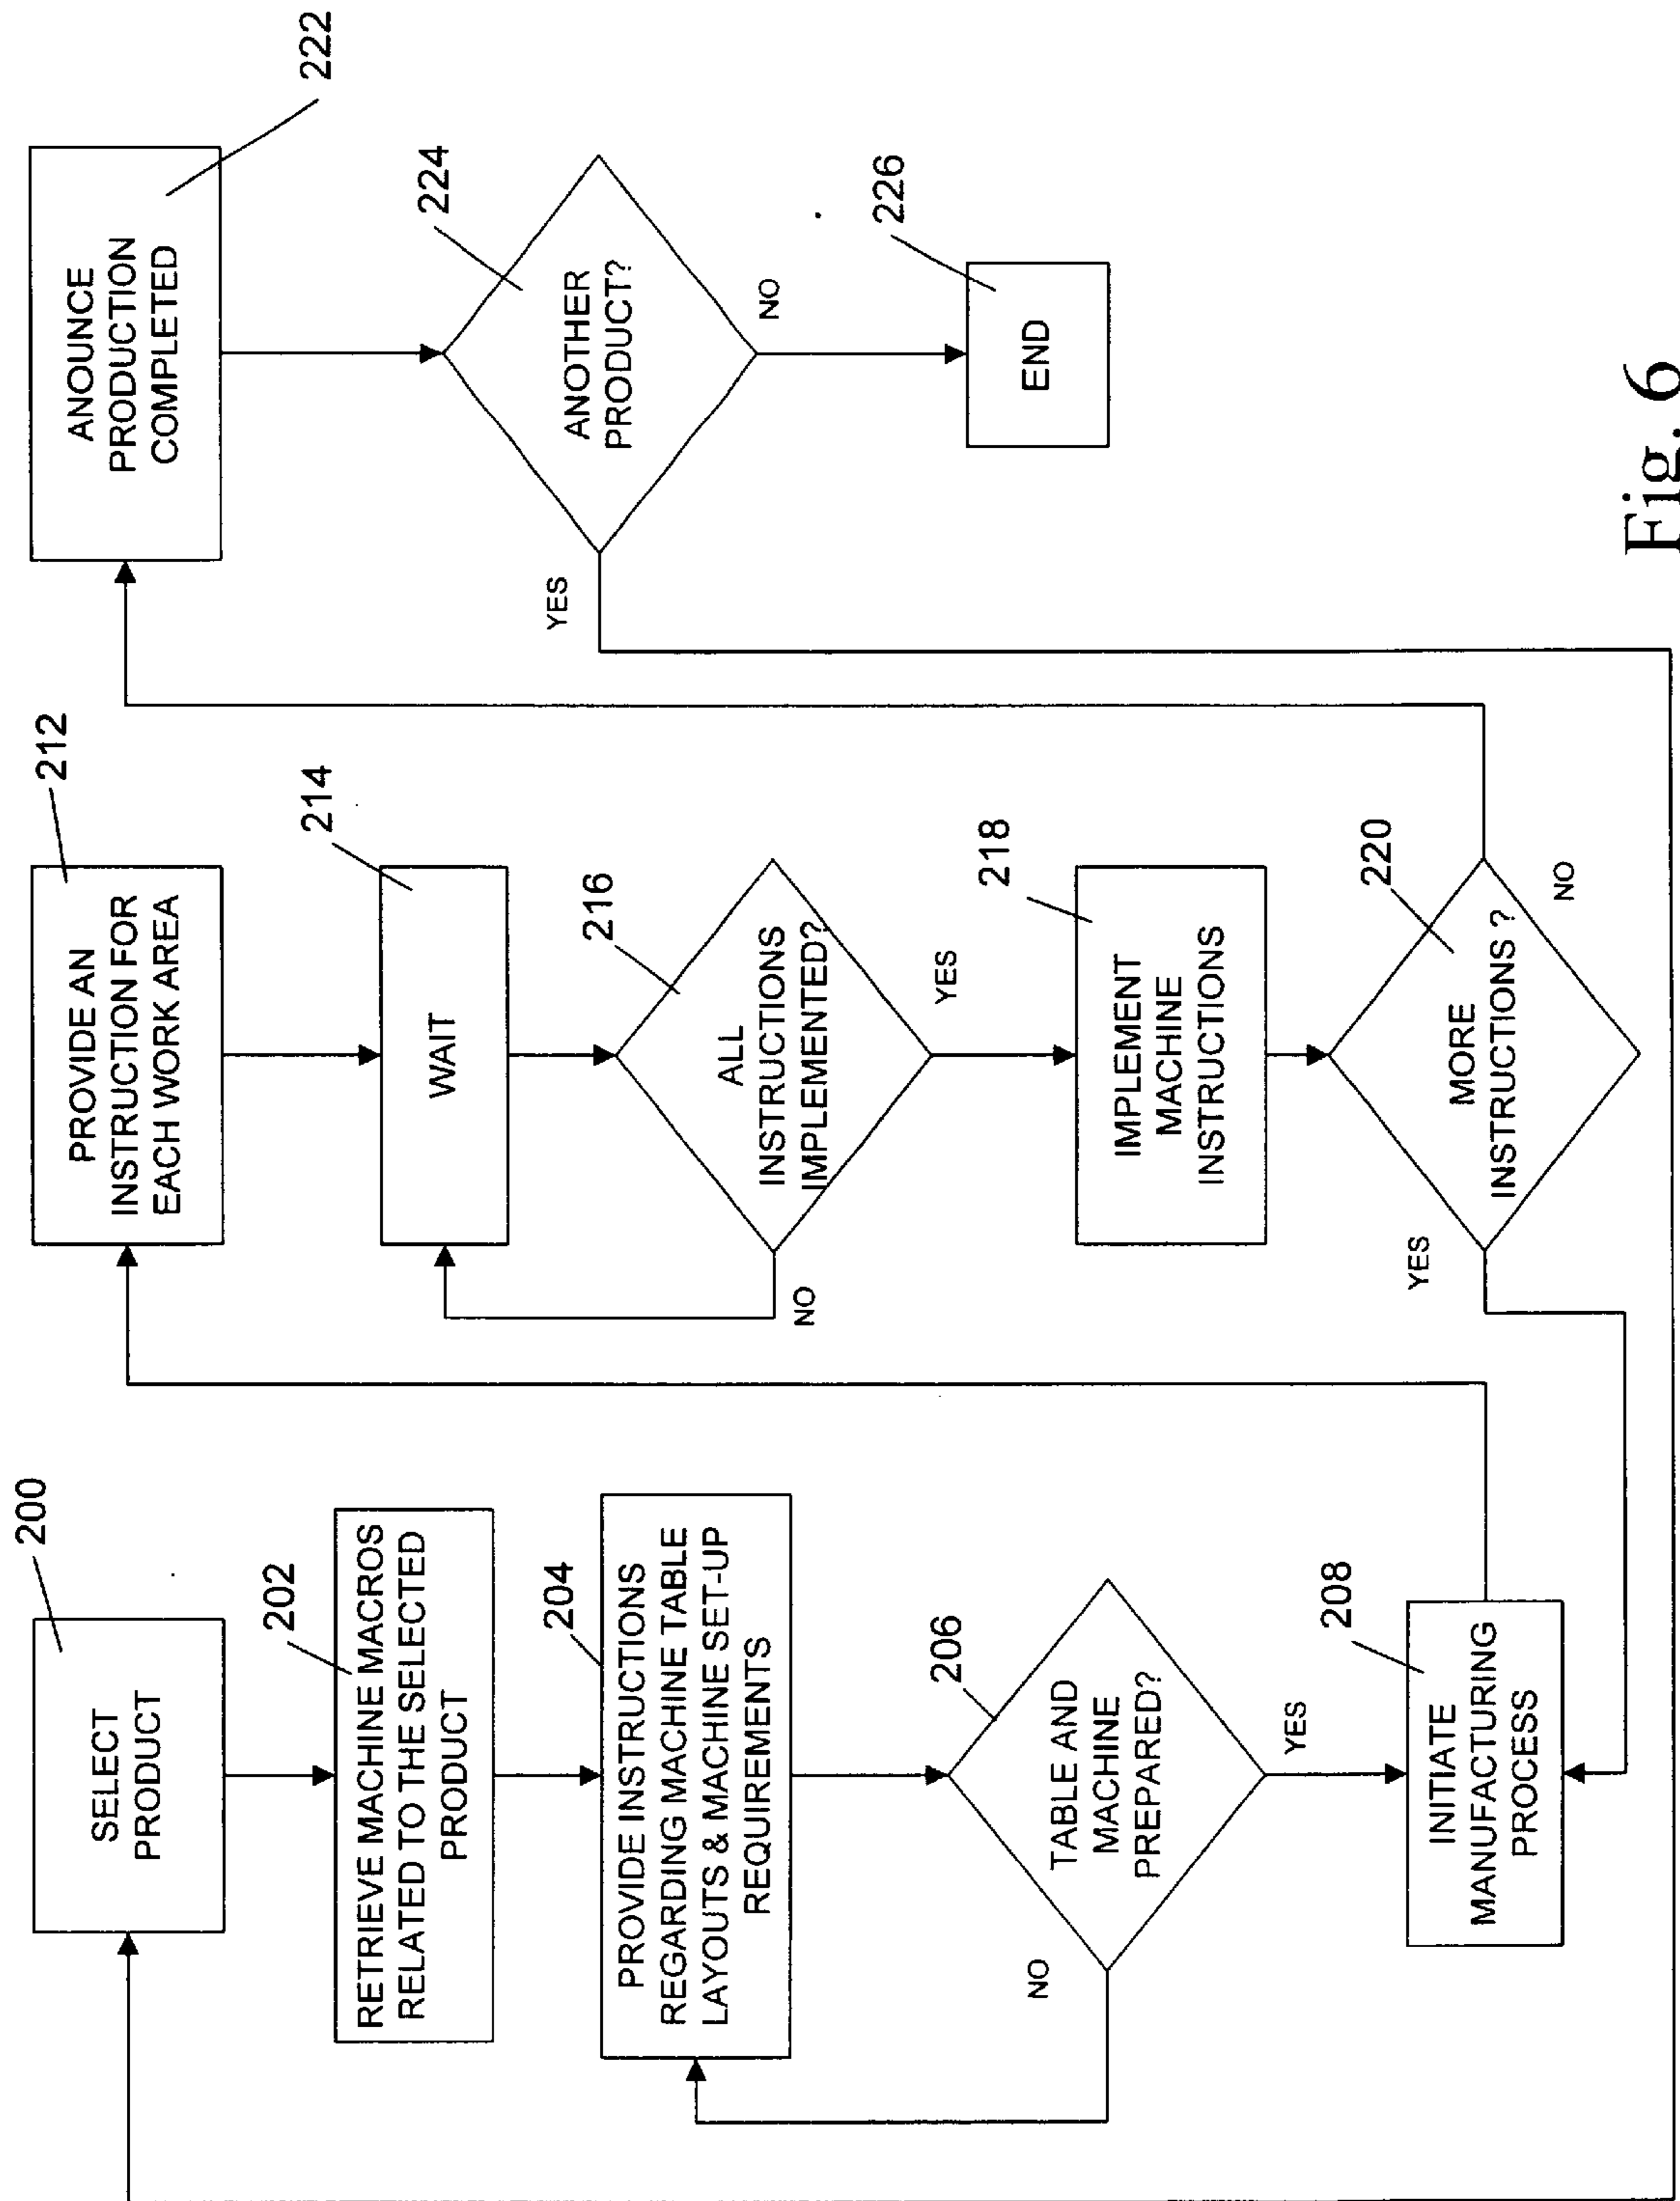 200
SELECT
PRODUCT
202
RETRIEVE MACHINE MACROS
RELATED TO THE SELECTED
PRODUCT
204
PROVIDE INSTRUCTIONS
REGARDING MACHINE TABLE
LAYOUTS & MACHINE SET-UP
REQUIREMENTS
206
TABLE AND
MACHINE
PREPARED?
NO
YES
208
INITIATE
MANUFACTURING
PROCESS
212
PROVIDE AN
INSTRUCTION FOR
EACH WORK AREA
214
WAIT
216
ALL
INSTRUCTIONS
IMPLEMENTED?
NO
YES
218
IMPLEMENT
MACHINE
INSTRUCTIONS
220
MORE
INSTRUCTIONS ?
YES
NO
222
ANOUNCE
PRODUCTION
COMPLETED
224
ANOTHER
PRODUCT?
YES
NO
226
END
Fig. 6